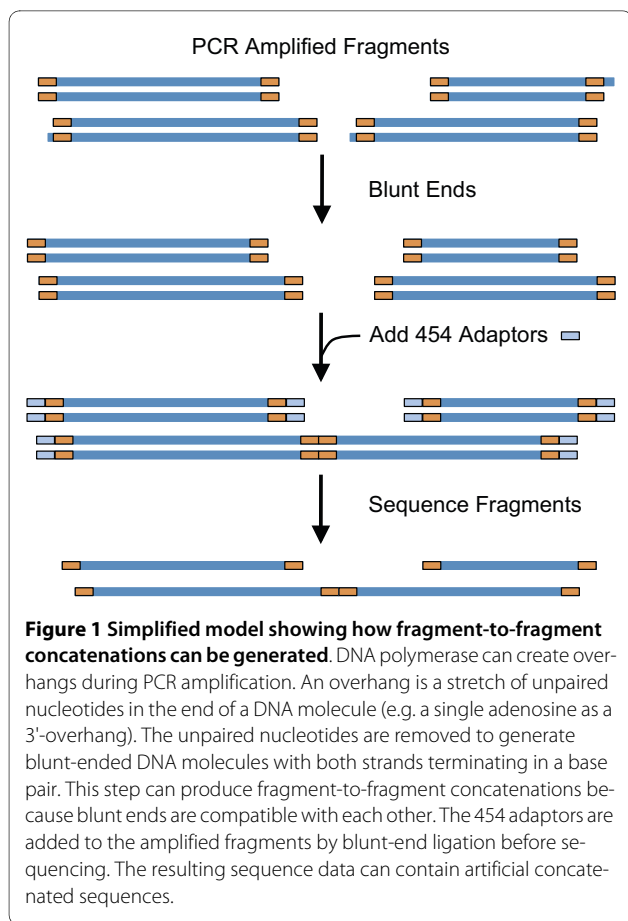 PCR Amplified Fragments
Blunt Ends
Add 454 Adaptors
Sequence Fragments
Figure 1 Simplified model showing how fragment-to-fragment
concatenations can be generated. DNA polymerase can create over-
hangs during PCR amplification. An overhang is a stretch of unpaired
nucleotides in the end of a DNA molecule (e.g. a single adenosine as a
3'-overhang). The unpaired nucleotides are removed to generate
blunt-ended DNA molecules with both strands terminating in a base
pair. This step can produce fragment-to-fragment concatenations be-
cause blunt ends are compatible with each other. The 454 adaptors are
added to the amplified fragments by blunt-end ligation before se-
quencing. The resulting sequence data can contain artificial concate-
nated sequences.